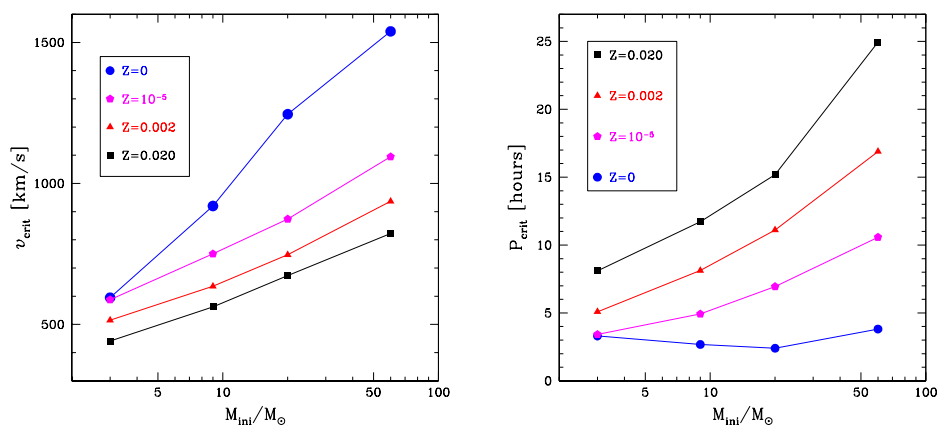 1500
1000
500
v_crit [km/s]
Z=0
Z=10⁻⁵
Z=0.002
Z=0.020
5
10
50
100
M_ini/M_⊙
25
20
15
10
5
0
P_crit [hours]
Z=0.020
Z=0.002
Z=10⁻⁵
Z=0
5
10
50
100
M_ini/M_⊙